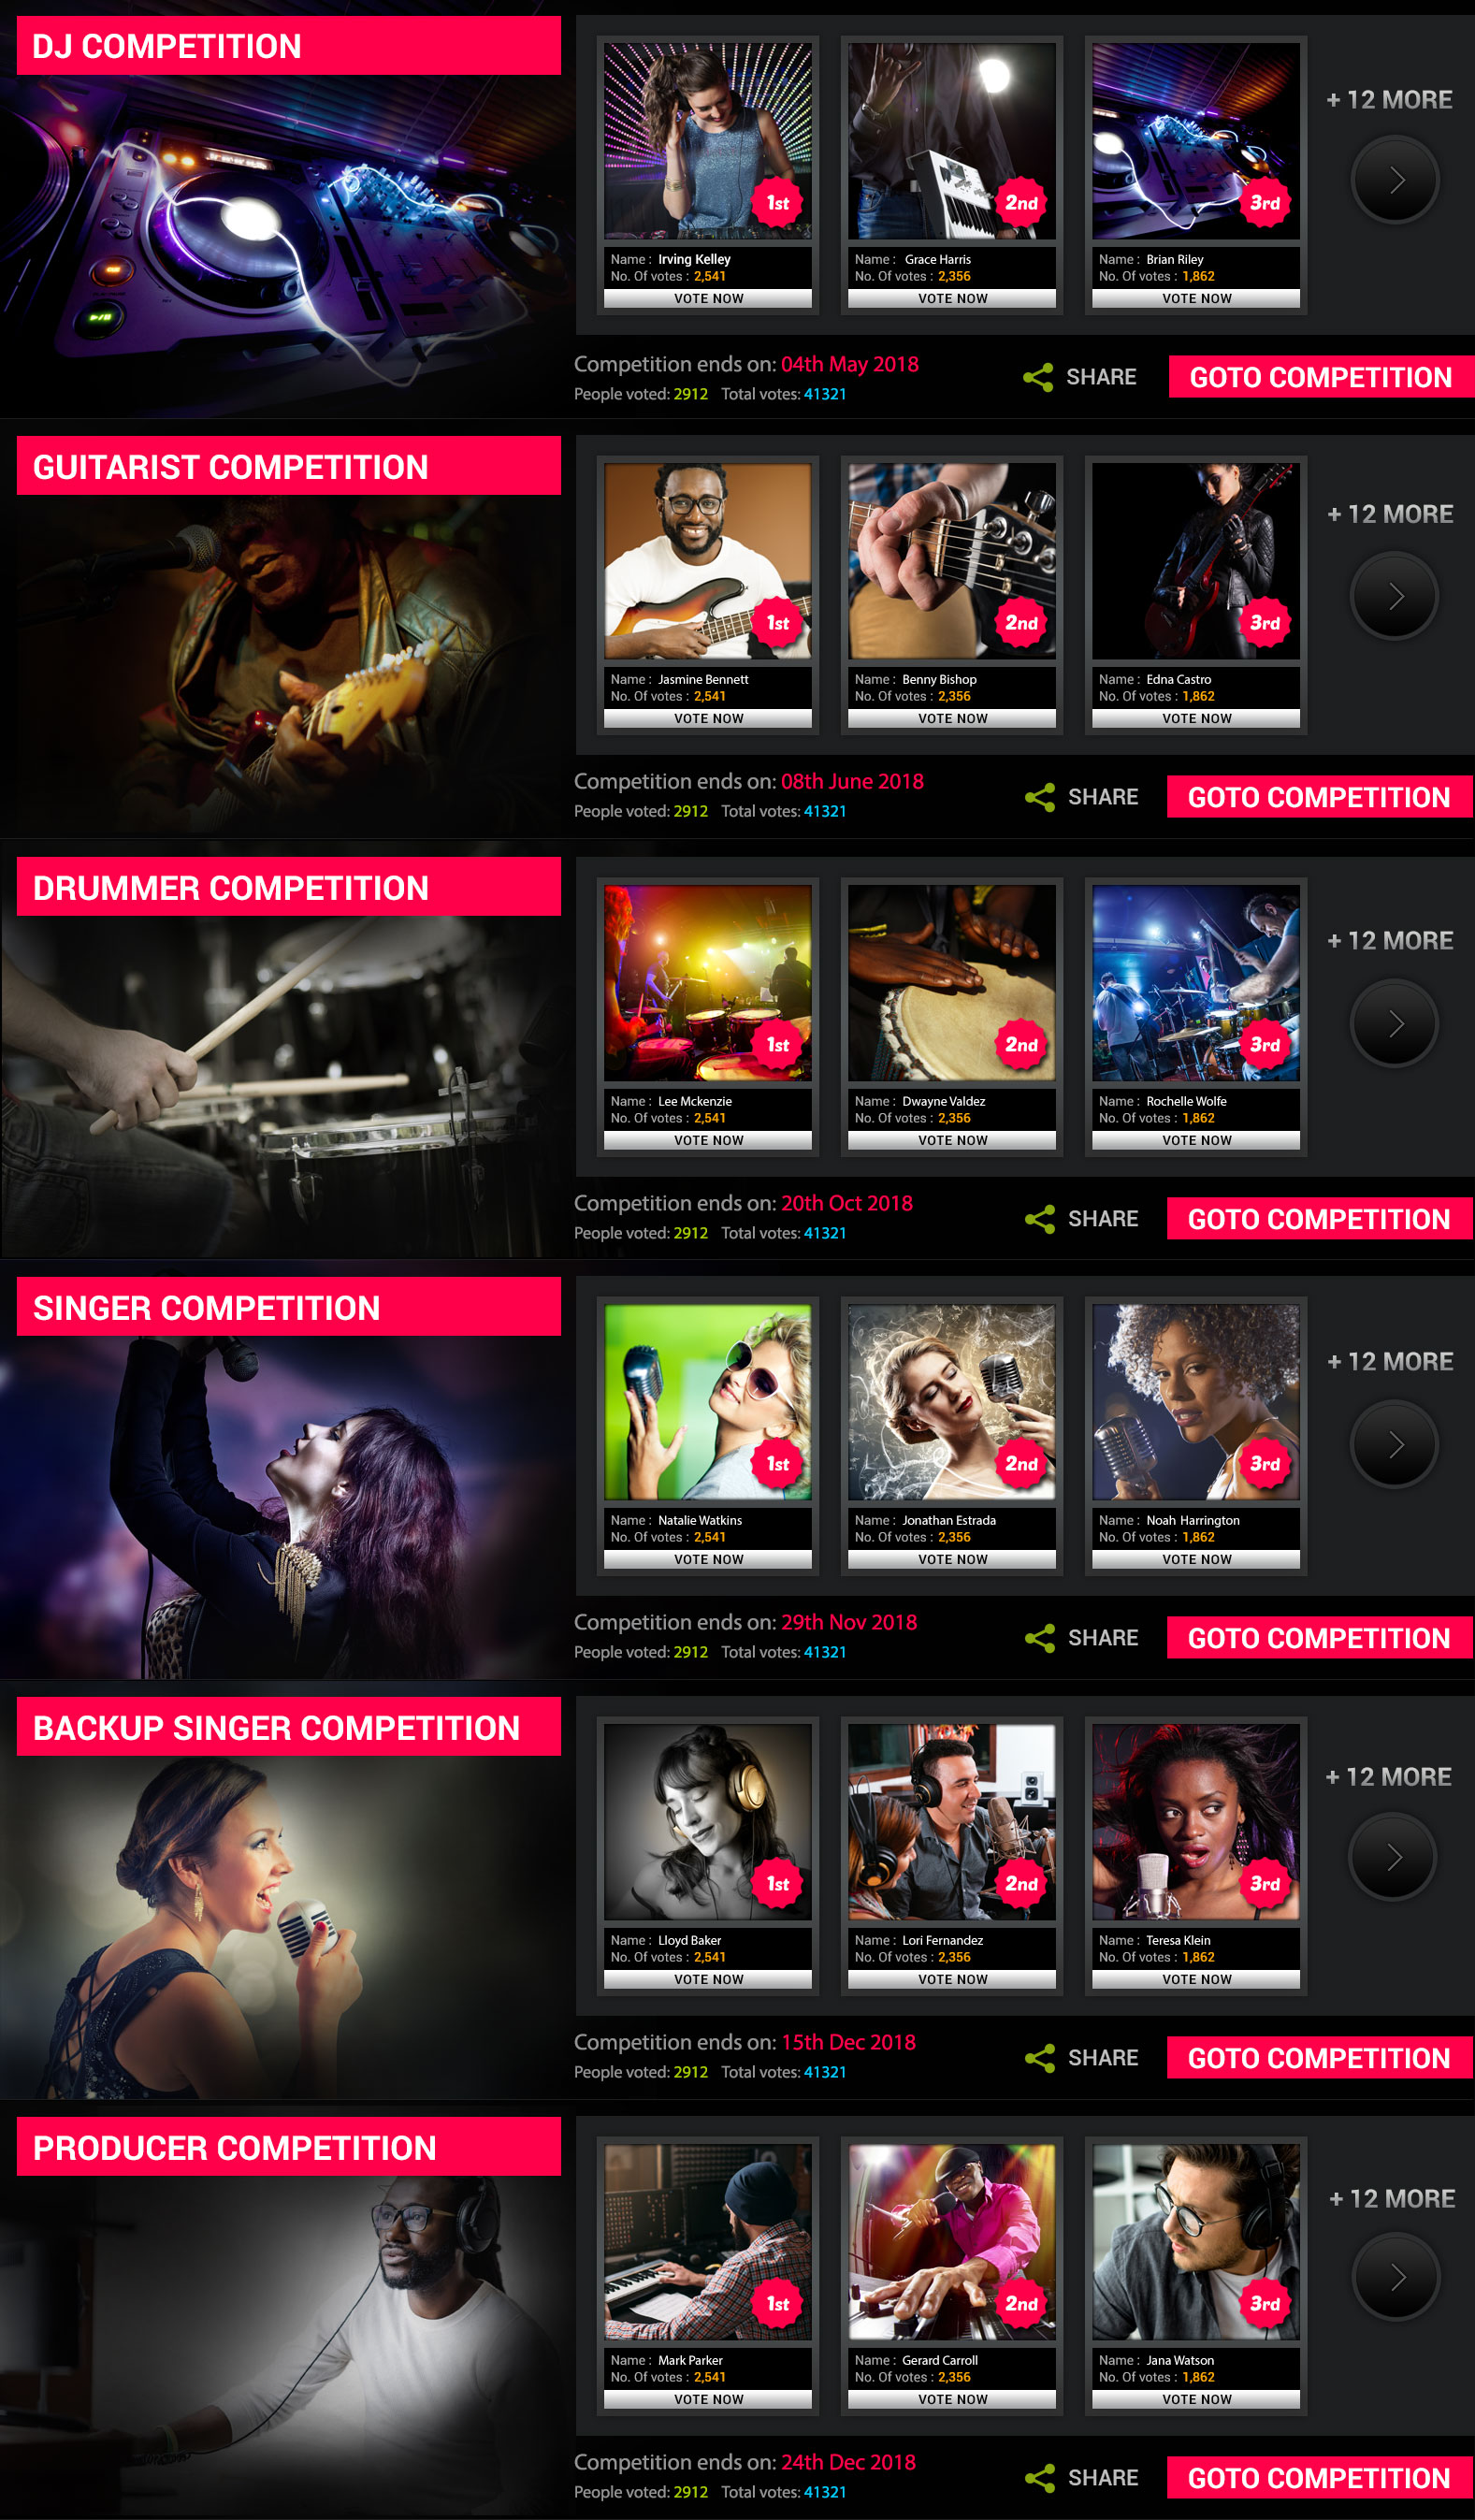 DJ COMPETITION
1st
2nd
3rd
+ 12 MORE
Name : Irving Kelley
No. Of votes : 2,541
VOTE NOW
Name : Grace Harris
No. Of votes : 2,356
VOTE NOW
Name : Brian Riley
No. Of votes : 1,862
VOTE NOW
Competition ends on: 04th May 2018
People voted: 2912 Total votes: 41321
SHARE
GOTO COMPETITION
GUITARIST COMPETITION
1st
2nd
3rd
+ 12 MORE
Name : Jasmine Bennett
No. Of votes : 2,541
VOTE NOW
Name : Benny Bishop
No. Of votes : 2,356
VOTE NOW
Name : Edna Castro
No. Of votes : 1,862
VOTE NOW
Competition ends on: 08th June 2018
People voted: 2912 Total votes: 41321
SHARE
GOTO COMPETITION
DRUMMER COMPETITION
1st
2nd
3rd
+ 12 MORE
Name : Lee Mckenzie
No. Of votes : 2,541
VOTE NOW
Name : Dwayne Valdez
No. Of votes : 2,356
VOTE NOW
Name : Rochelle Wolfe
No. Of votes : 1,862
VOTE NOW
Competition ends on: 20th Oct 2018
People voted: 2912 Total votes: 41321
SHARE
GOTO COMPETITION
SINGER COMPETITION
1st
2nd
3rd
+ 12 MORE
Name : Natalie Watkins
No. Of votes : 2,541
VOTE NOW
Name : Jonathan Estrada
No. Of votes : 2,356
VOTE NOW
Name : Noah Harrington
No. Of votes : 1,862
VOTE NOW
Competition ends on: 29th Nov 2018
People voted: 2912 Total votes: 41321
SHARE
GOTO COMPETITION
BACKUP SINGER COMPETITION
1st
2nd
3rd
+ 12 MORE
Name : Lloyd Baker
No. Of votes : 2,541
VOTE NOW
Name : Lori Fernandez
No. Of votes : 2,356
VOTE NOW
Name : Teresa Klein
No. Of votes : 1,862
VOTE NOW
Competition ends on: 15th Dec 2018
People voted: 2912 Total votes: 41321
SHARE
GOTO COMPETITION
PRODUCER COMPETITION
1st
2nd
3rd
+ 12 MORE
Name : Mark Parker
No. Of votes : 2,541
VOTE NOW
Name : Gerard Carroll
No. Of votes : 2,356
VOTE NOW
Name : Jana Watson
No. Of votes : 1,862
VOTE NOW
Competition ends on: 24th Dec 2018
People voted: 2912 Total votes: 41321
SHARE
GOTO COMPETITION